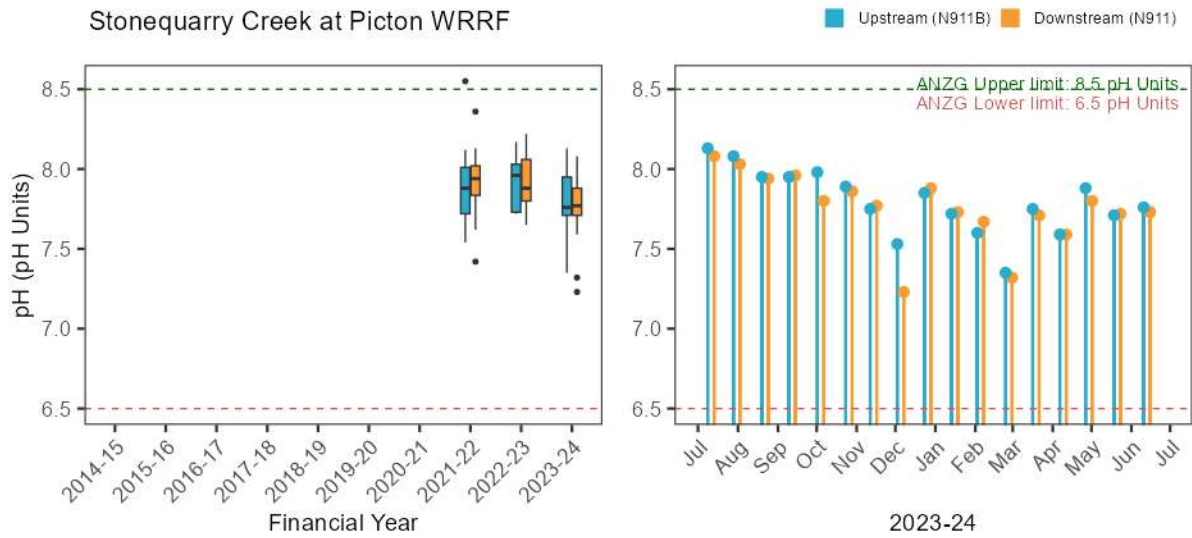 Stonequarry Creek at Picton WRRF
Upstream (N911B) Downstream (N911)
pH (pH Units)
8.5
8.0
7.5
7.0
6.5
2014-15 2015-16 2016-17 2017-18 2018-19 2019-20 2020-21 2021-22 2022-23 2023-24
Financial Year
ANZG Upper limit: 8.5 pH Units
ANZG Lower limit: 6.5 pH Units
8.5
8.0
7.5
7.0
6.5
Jul Aug Sep Oct Nov Dec Jan Feb Mar Apr May Jun Jul
2023-24